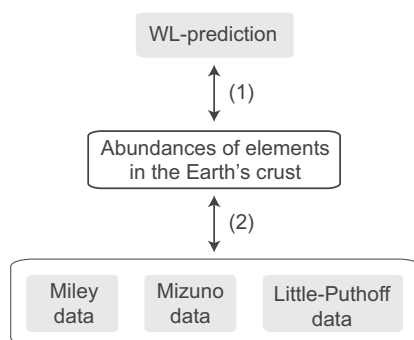 WL-prediction
(1)
Abundances of elements
in the Earth's crust
(2)
Miley
data
Mizuno
data
Little-Puthoff
data